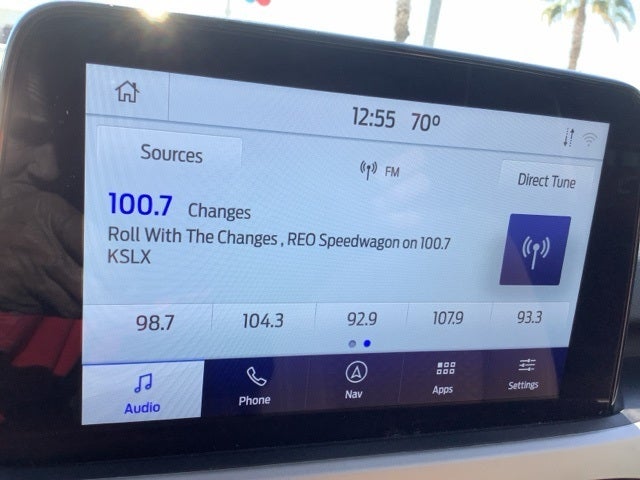 12:55 70°
Sources
FM
Direct Tune
100.7 Changes
Roll With The Changes , REO Speedwagon on 100.7
KSLX
98.7 104.3 92.9 107.9 93.3
Audio Phone Nav Apps Settings